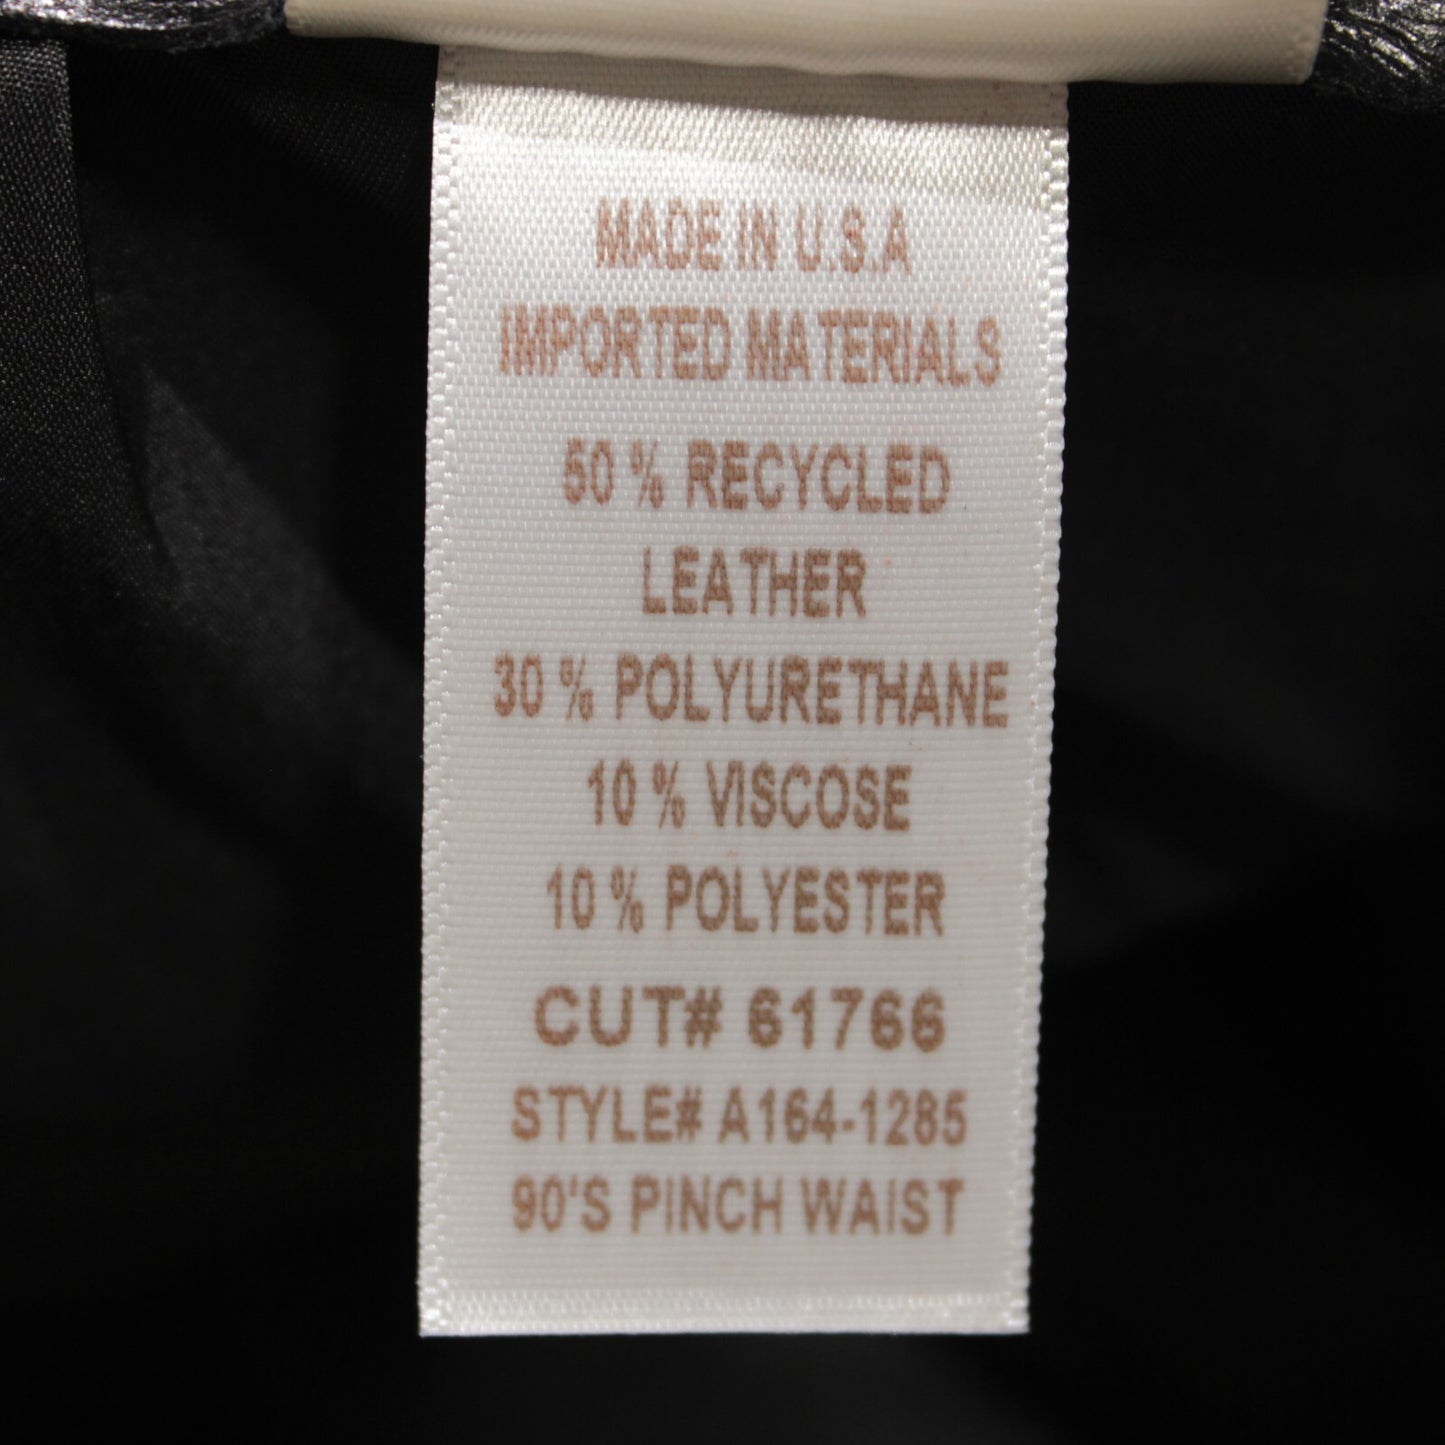 MADE IN U.S.A
IMPORTED MATERIALS
50 % RECYCLED
LEATHER
30 % POLYURETHANE
10 % VISCOSE
10 % POLYESTER
CUT# 61766
STYLE# A164-1285
90'S PINCH WAIST